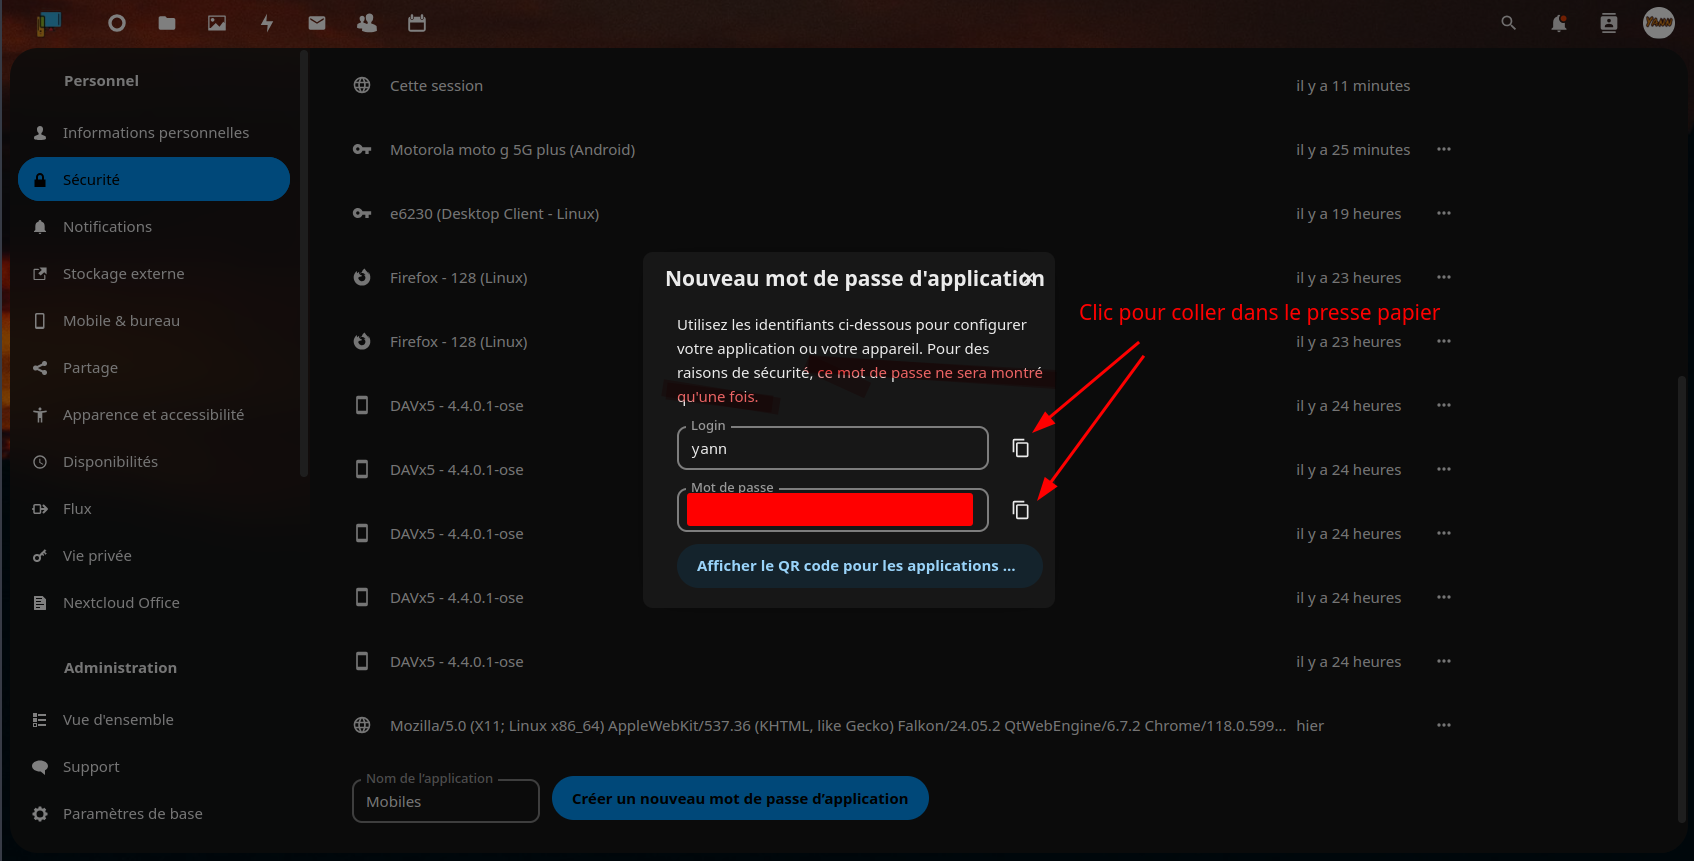 Yann
Personnel
Informations personnelles
Sécurité
Notifications
Stockage externe
Mobile & bureau
Partage
Apparence et accessibilité
Disponibilités
Flux
Vie privée
Nextcloud Office
Administration
Vue d'ensemble
Support
Paramètres de base
Cette session il y a 11 minutes
Motorola moto g 5G plus (Android) il y a 25 minutes
e6230 (Desktop Client - Linux) il y a 19 heures
Firefox - 128 (Linux) il y a 23 heures
Firefox - 128 (Linux) il y a 23 heures
DAVx5 - 4.4.0.1-ose il y a 24 heures
DAVx5 - 4.4.0.1-ose il y a 24 heures
DAVx5 - 4.4.0.1-ose il y a 24 heures
DAVx5 - 4.4.0.1-ose il y a 24 heures
DAVx5 - 4.4.0.1-ose il y a 24 heures
Mozilla/5.0 (X11; Linux x86_64) AppleWebKit/537.36 (KHTML, like Gecko) Falkon/24.05.2 QtWebEngine/6.7.2 Chrome/118.0.599... hier
Nom de l'application
Mobiles
Créer un nouveau mot de passe d'application
Nouveau mot de passe d'application
Utilisez les identifiants ci-dessous pour configurer
votre application ou votre appareil. Pour des
raisons de sécurité, ce mot de passe ne sera montré
qu'une fois.
Login
yann
Mot de passe
Afficher le QR code pour les applications ...
Clic pour coller dans le presse papier